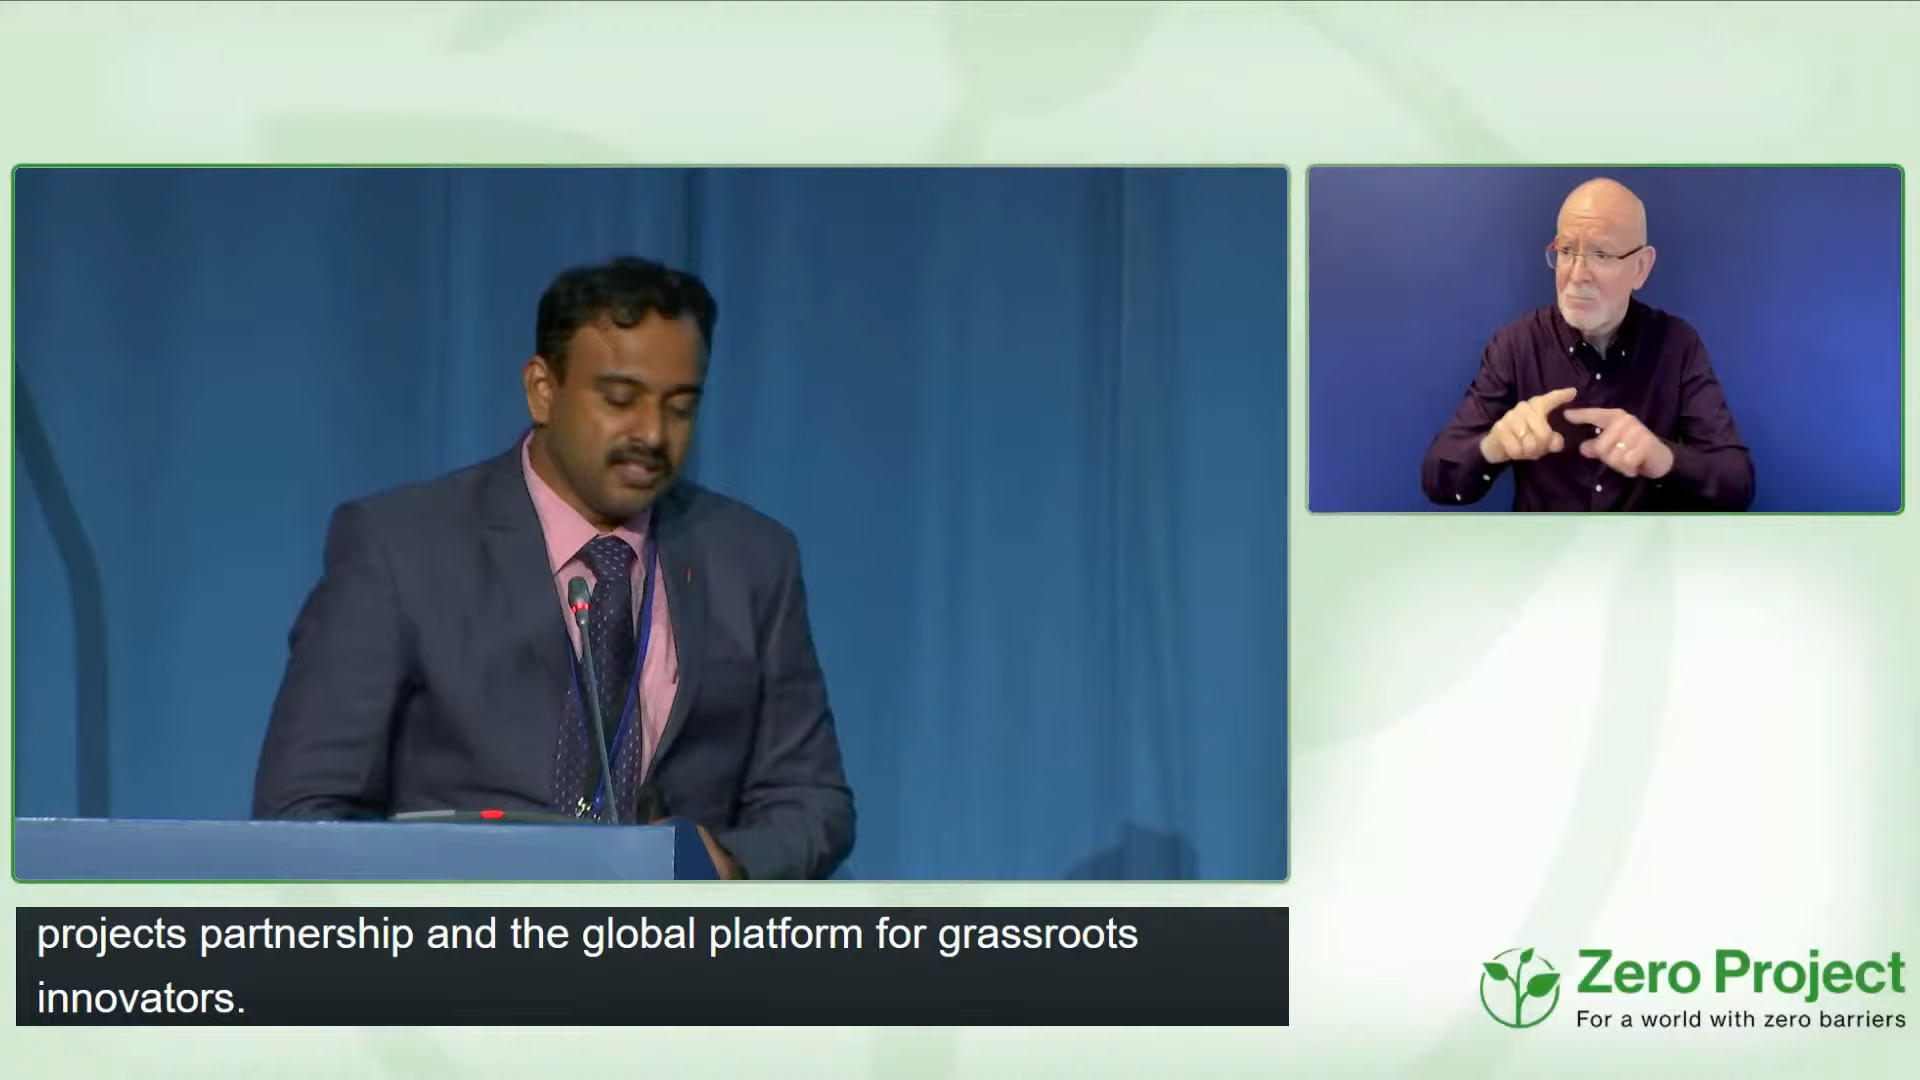 projects partnership and the global platform for grassroots
innovators.
Zero Project
For a world with zero barriers